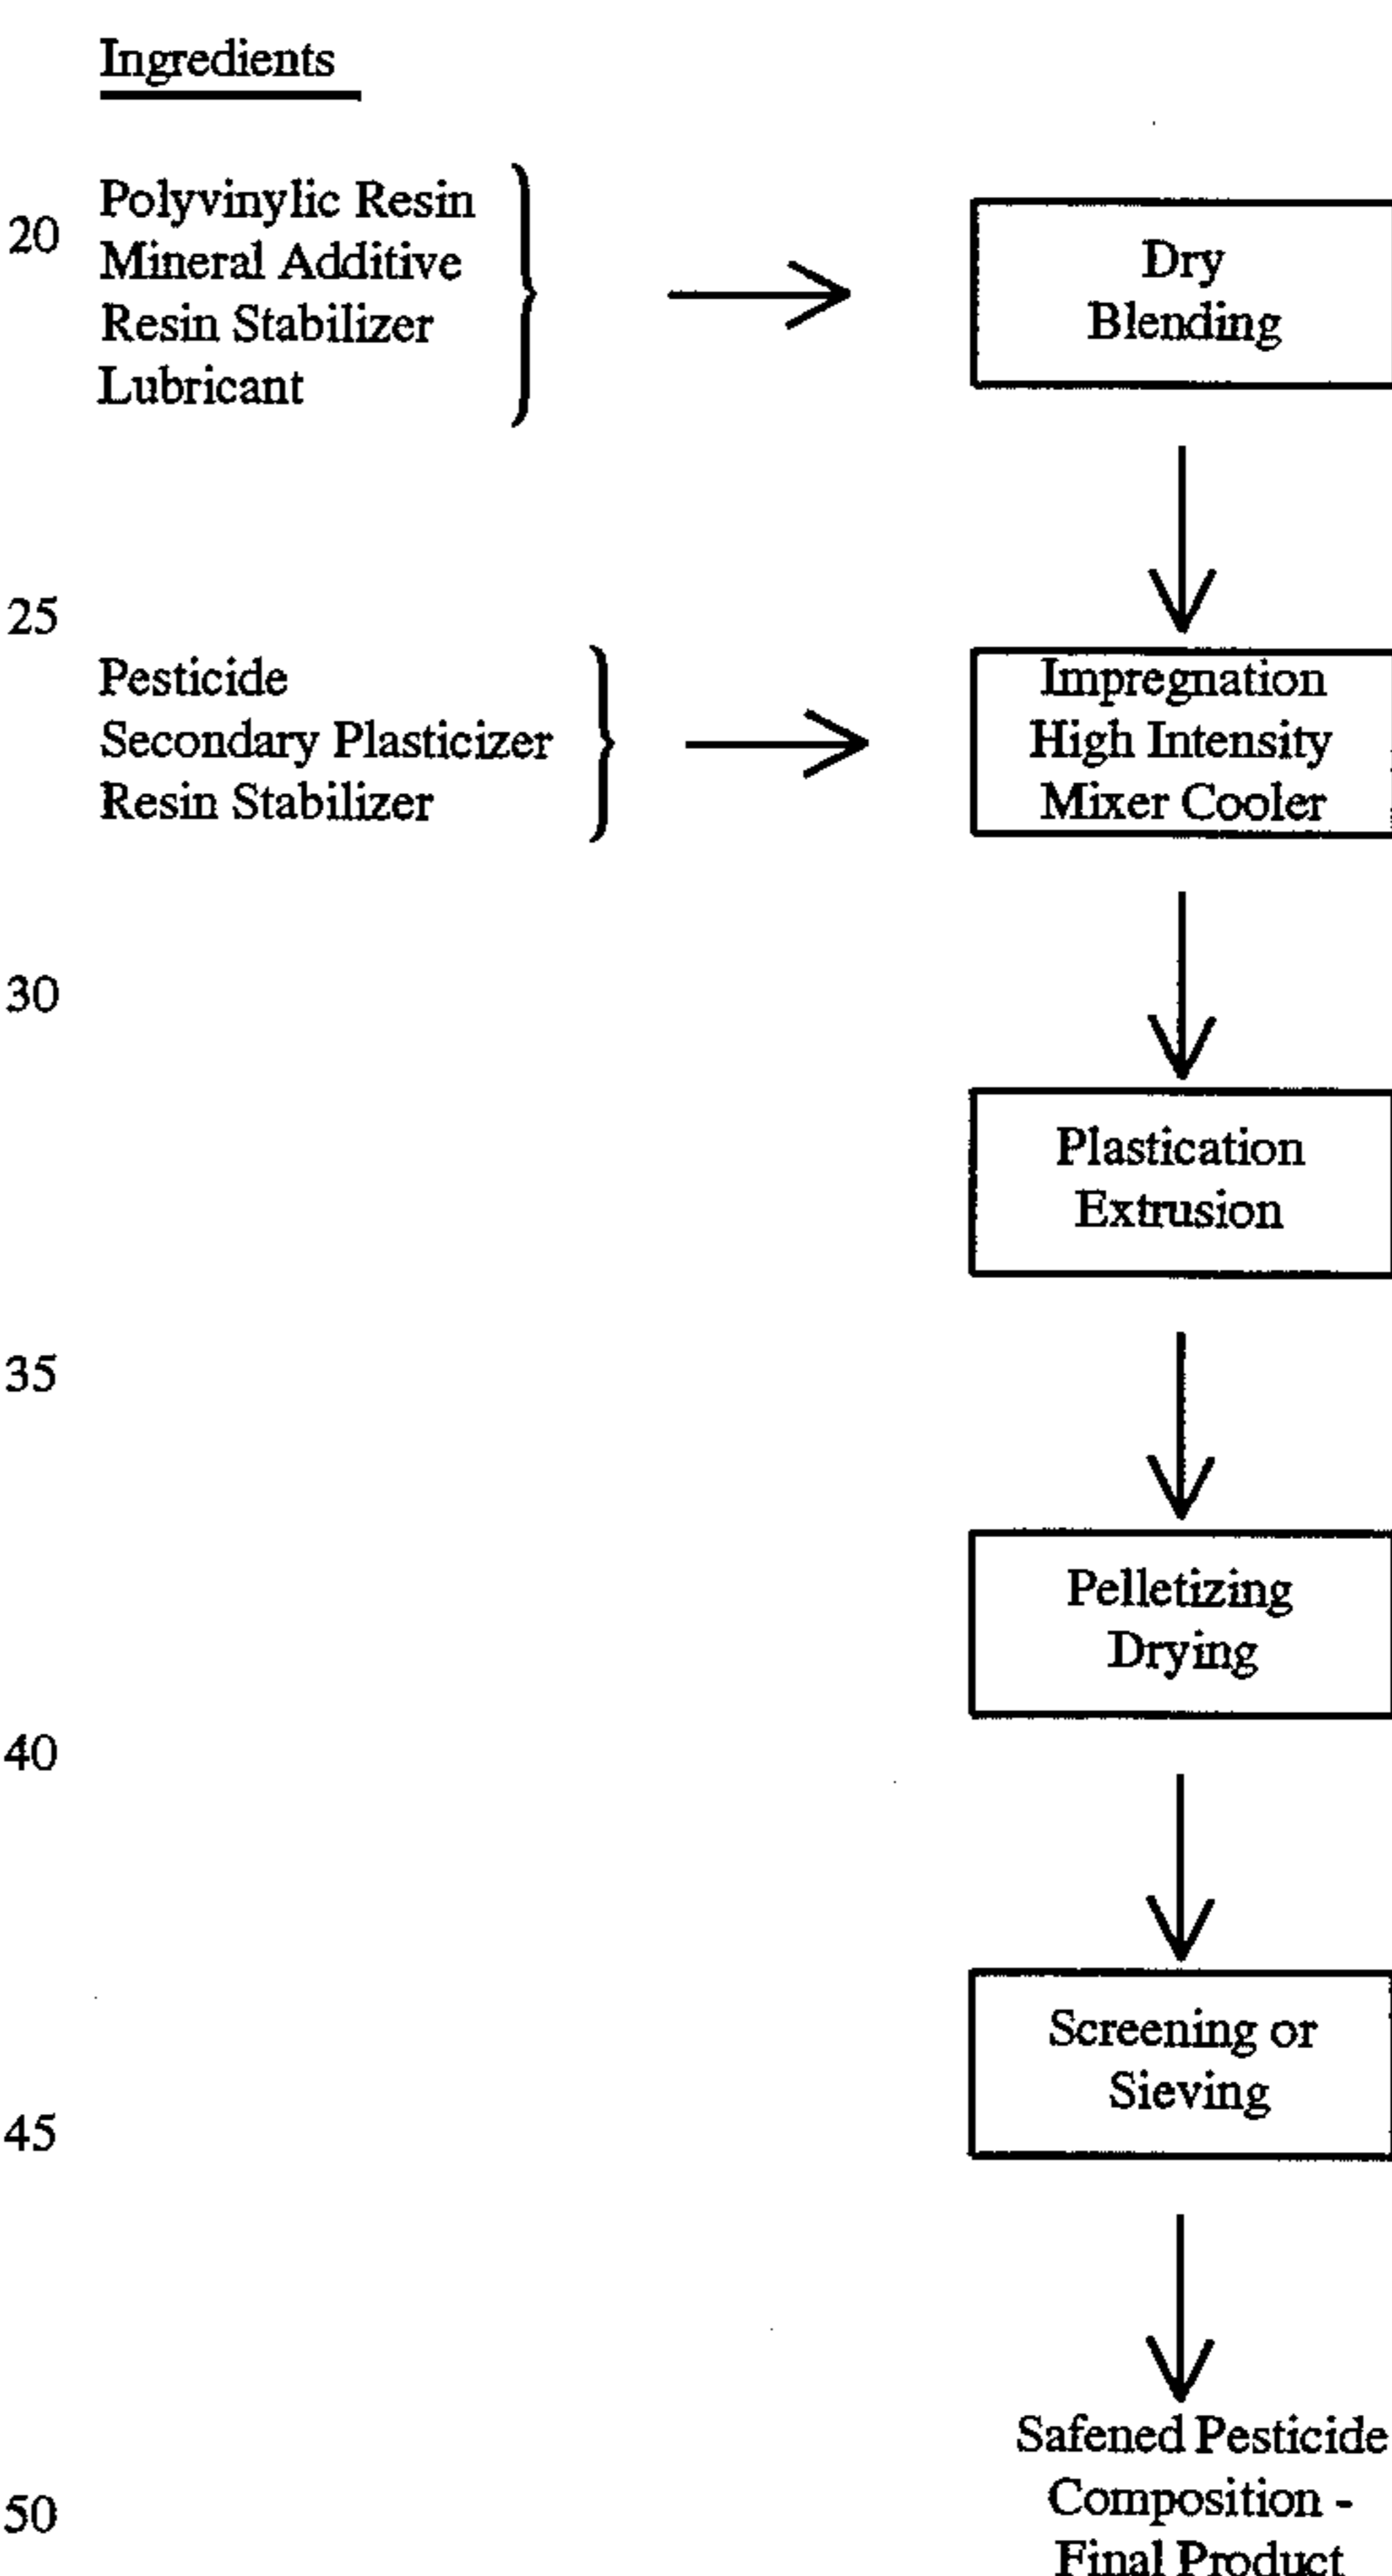 Ingredients
20
Polyvinylic Resin
Mineral Additive
Resin Stabilizer
Lubricant
Dry
Blending
25
Pesticide
Secondary Plasticizer
Resin Stabilizer
Impregnation
High Intensity
Mixer Cooler
30
Plastication
Extrusion
35
Pelletizing
Drying
40
Screening or
Sieving
45
Safened Pesticide
Composition -
50
Final Product